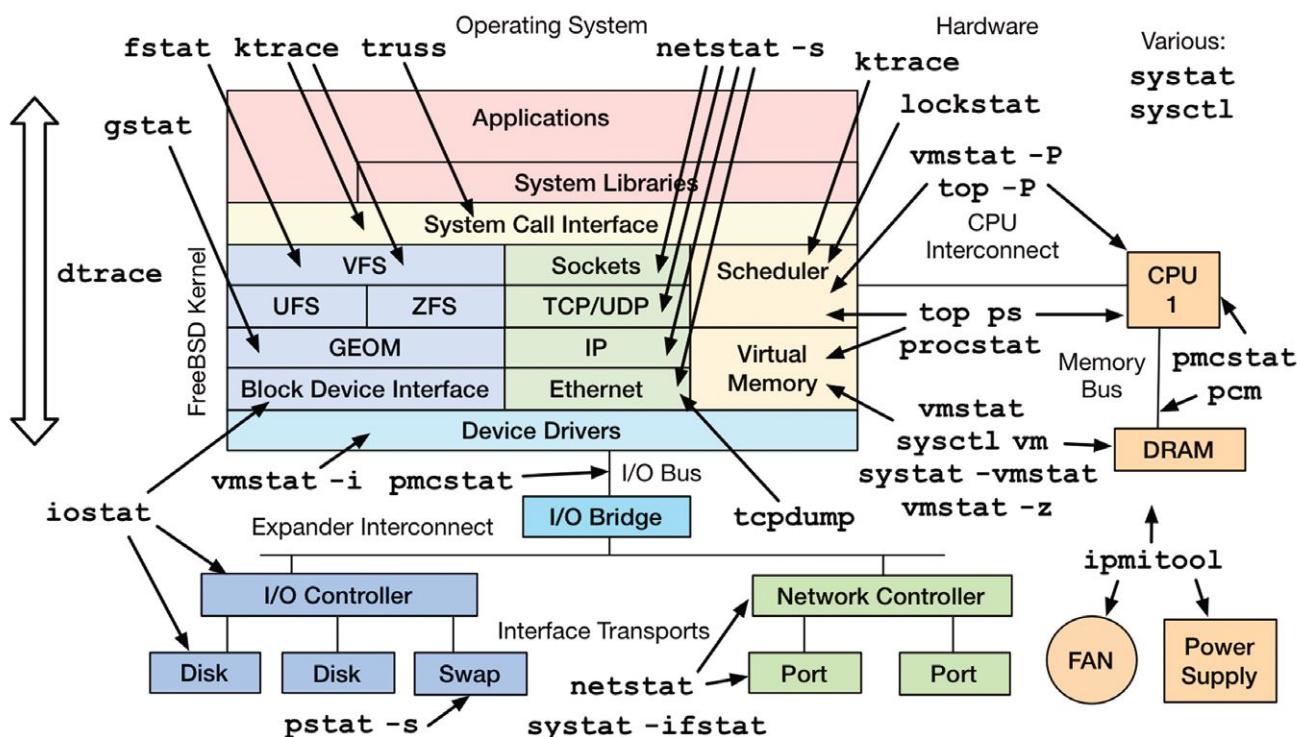 Operating System
Hardware
Various:
fstat ktrace truss
netstat -s
ktrace
systat
sysctl
gstat
lockstat
Applications
vmstat -P
top -P
System Libraries
System Call Interface
CPU
Interconnect
dtrace
FreeBSD Kernel
VFS
Sockets
Scheduler
CPU
1
UFS
ZFS
TCP/UDP
top ps
procstat
GEOM
IP
Virtual
Memory
Memory
Bus
pmcstat
pcm
Block Device Interface
Ethernet
vmstat
sysctl vm
systat -vmstat
vmstat -z
DRAM
Device Drivers
vmstat -i
pmcstat
I/O Bus
iostat
Expander Interconnect
I/O Bridge
tcpdump
ipmitool
I/O Controller
Network Controller
Interface Transports
Disk
Disk
Swap
netstat
Port
Port
FAN
Power
Supply
pstat -s
systat -ifstat